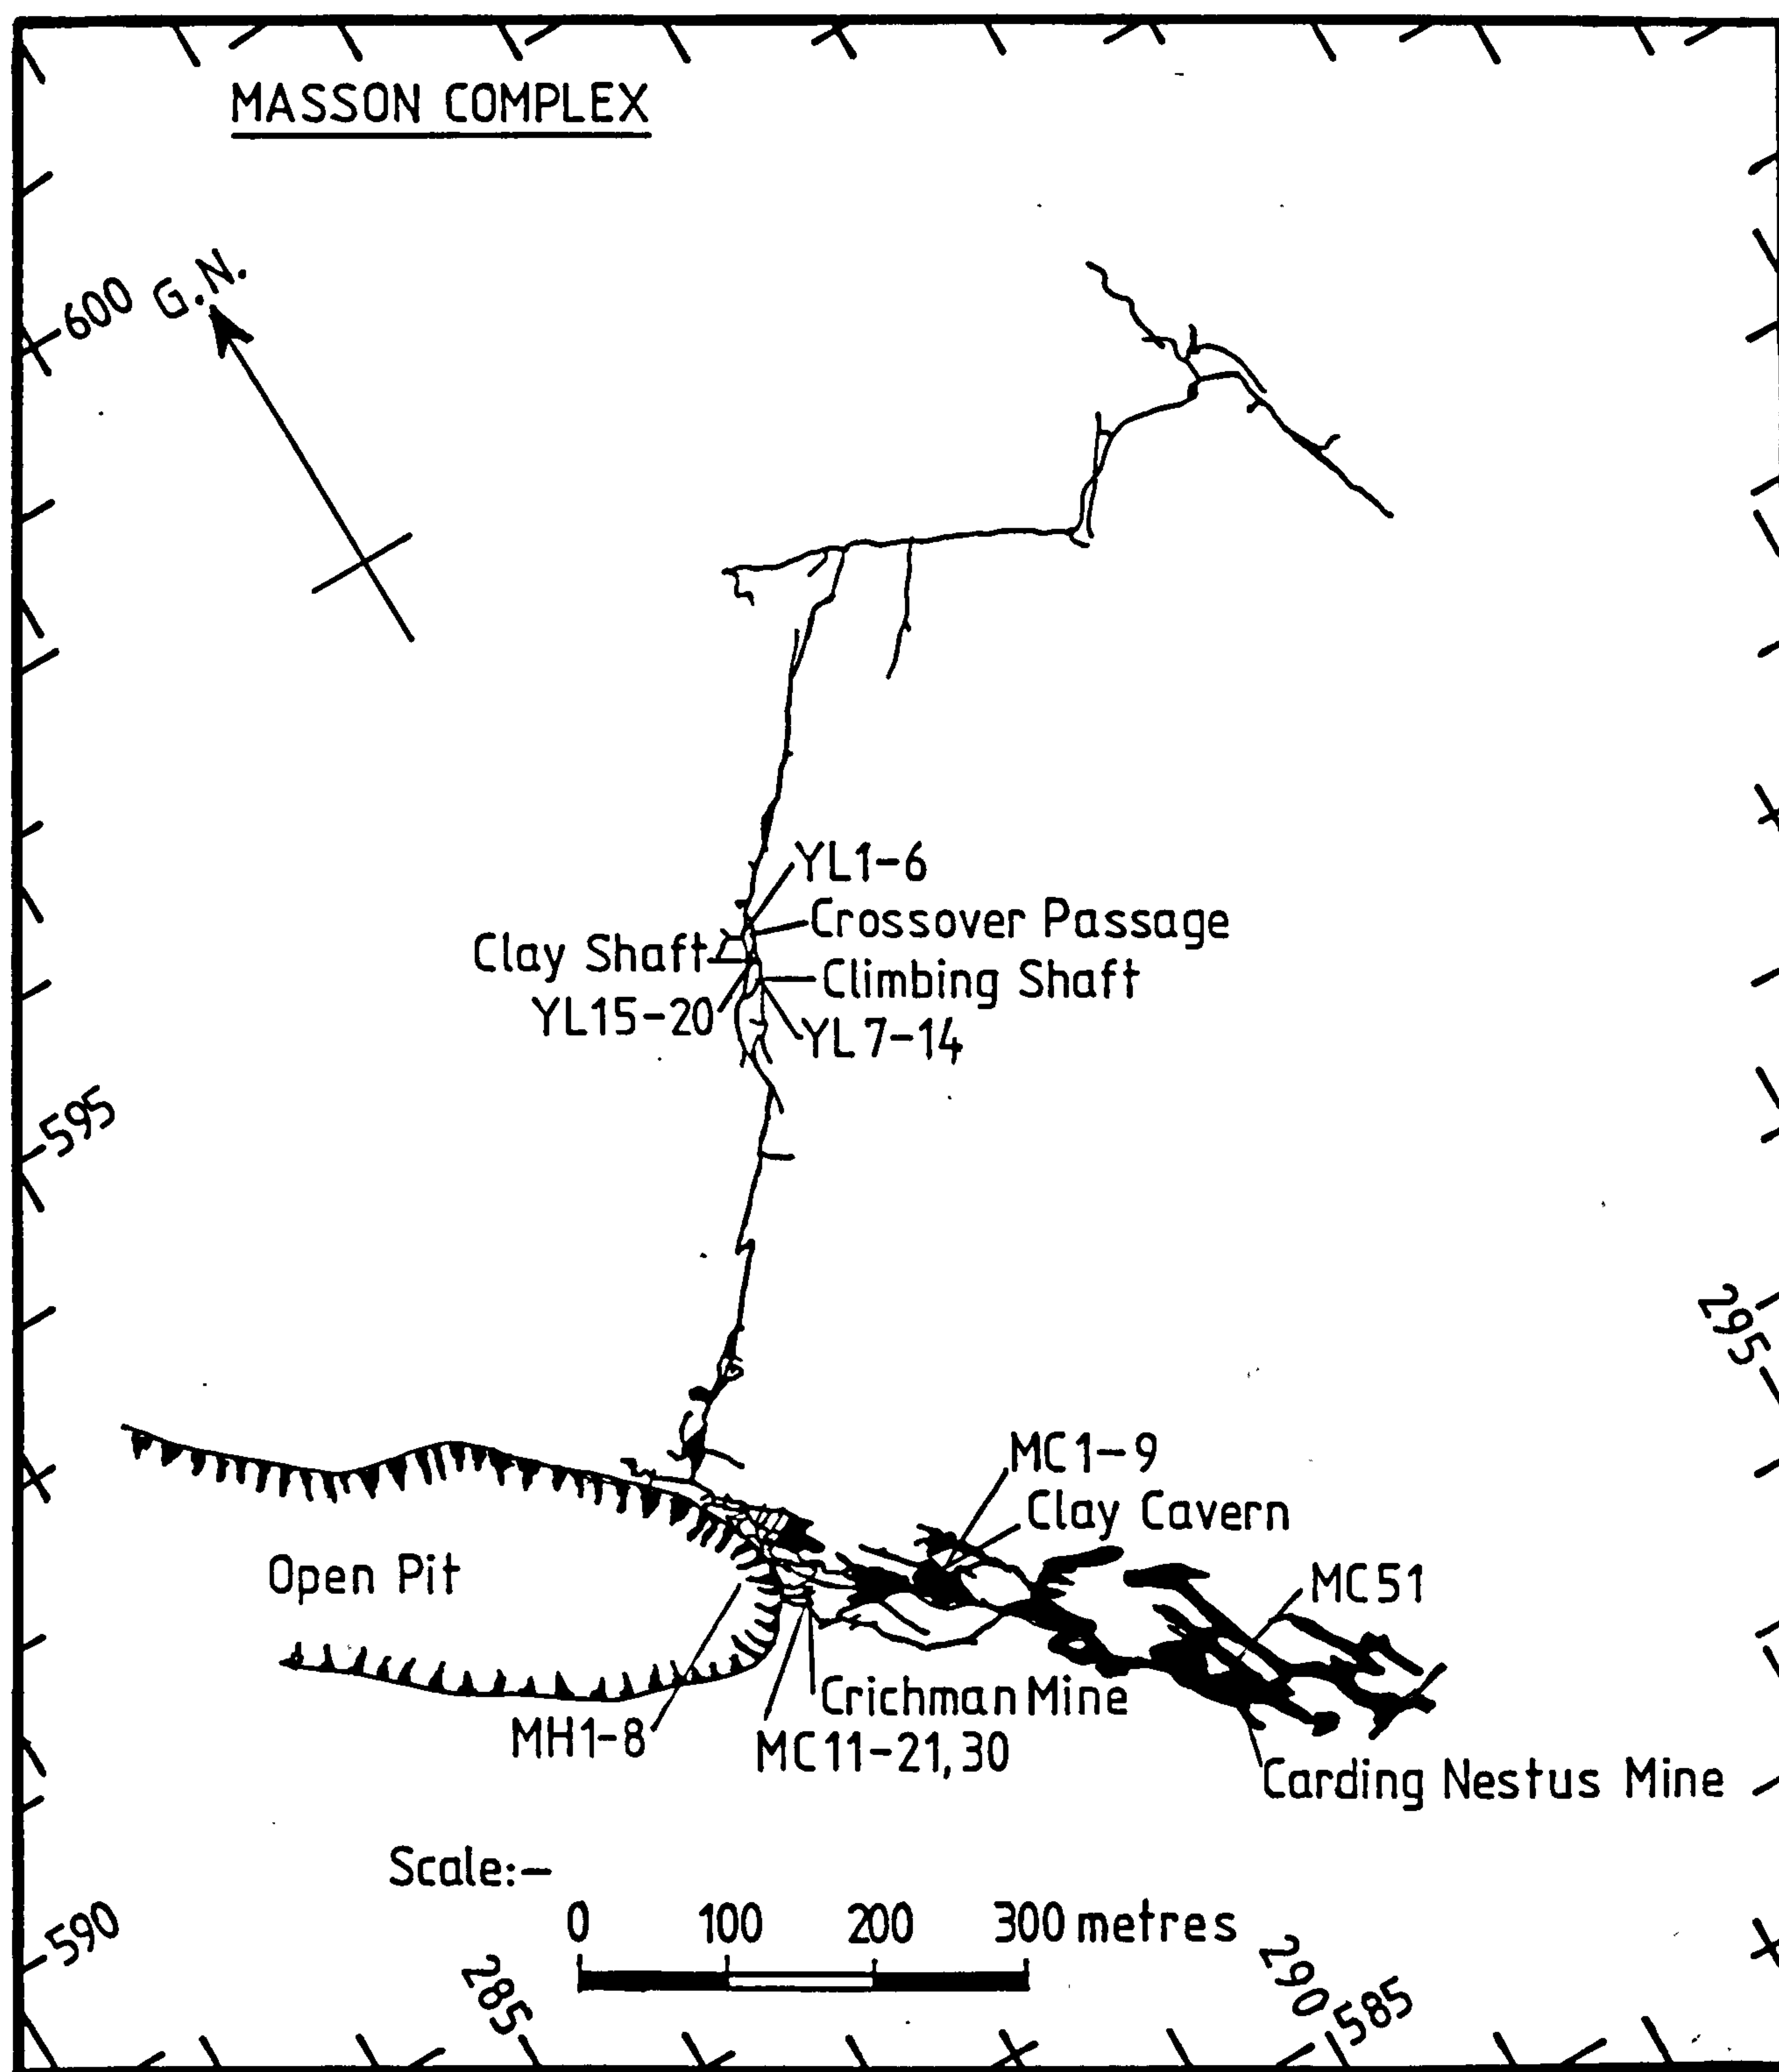 MASSON COMPLEX
600
G.N.
YL1-6
Crossover Passage
Clay Shaft
Climbing Shaft
YL15-20
YL7-14
595
295
MC1-9
Clay Cavern
Open Pit
MC51
Crichman Mine
MH1-8
MC11-21,30
Carding Nestus Mine
Scale:-
0 100 200 300 metres
590
285
290
585